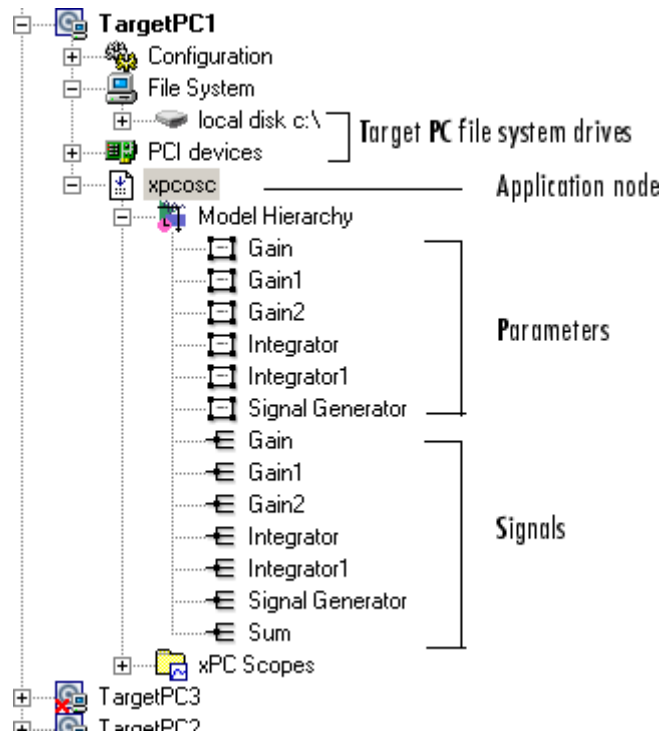 TargetPC1
Configuration
File System
local disk c:\ Target PC file system drives
PCI devices
xpcosc Application node
Model Hierarchy
Gain
Gain1
Gain2
Integrator Parameters
Integrator1
Signal Generator
Gain
Gain1
Gain2
Integrator Signals
Integrator1
Signal Generator
Sum
xPC Scopes
TargetPC3
TargetPC2